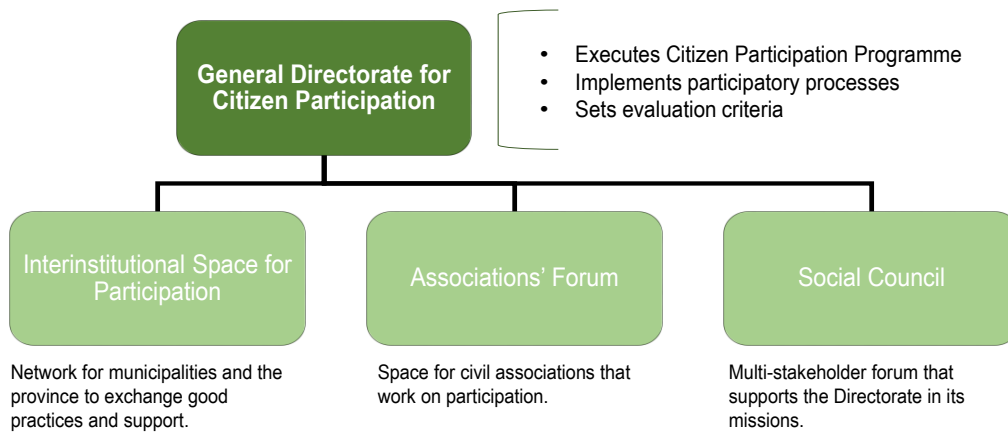 General Directorate for
Citizen Participation
• Executes Citizen Participation Programme
• Implements participatory processes
• Sets evaluation criteria
Interinstitutional Space for
Participation
Associations’ Forum
Social Council
Network for municipalities and the
province to exchange good
practices and support.
Space for civil associations that
work on participation.
Multi-stakeholder forum that
supports the Directorate in its
missions.